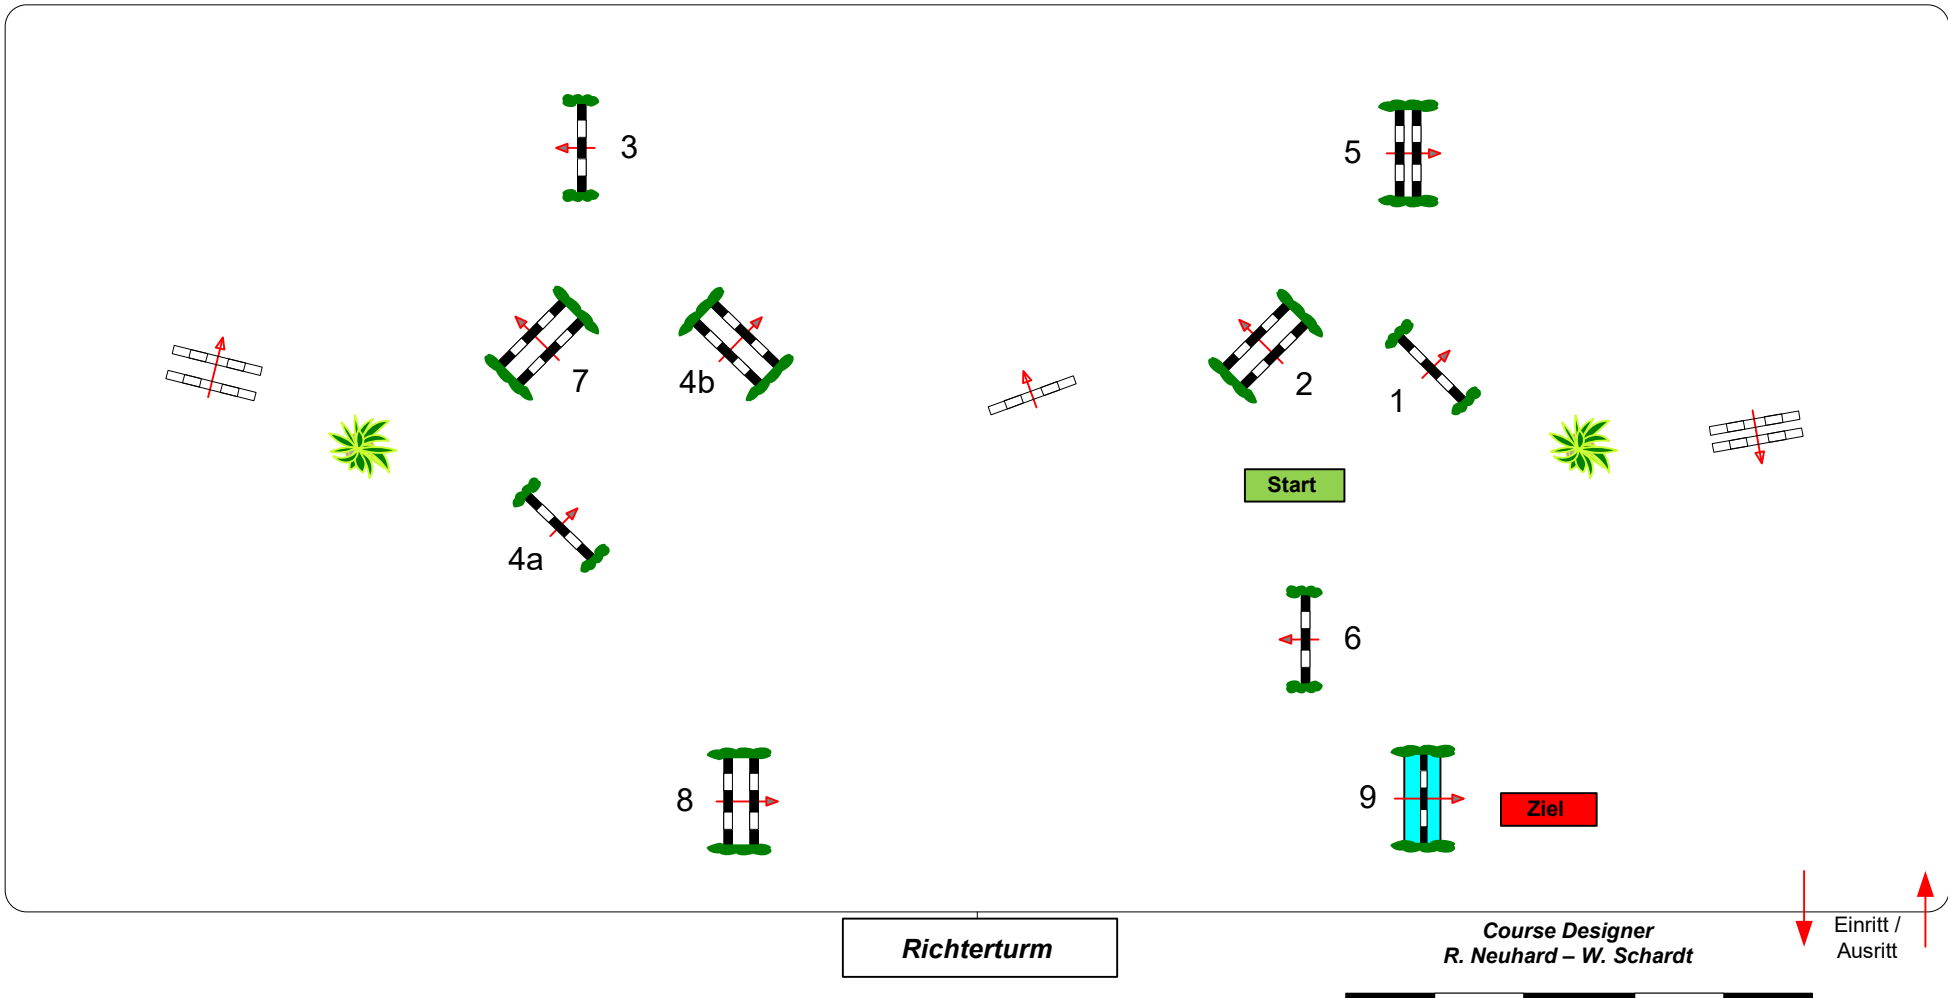 3
5
7
4b
2
1
Start
4a
6
8
9
Ziel
Richterturm
Course Designer
R. Neuhard – W. Schardt
Einritt /
Ausritt